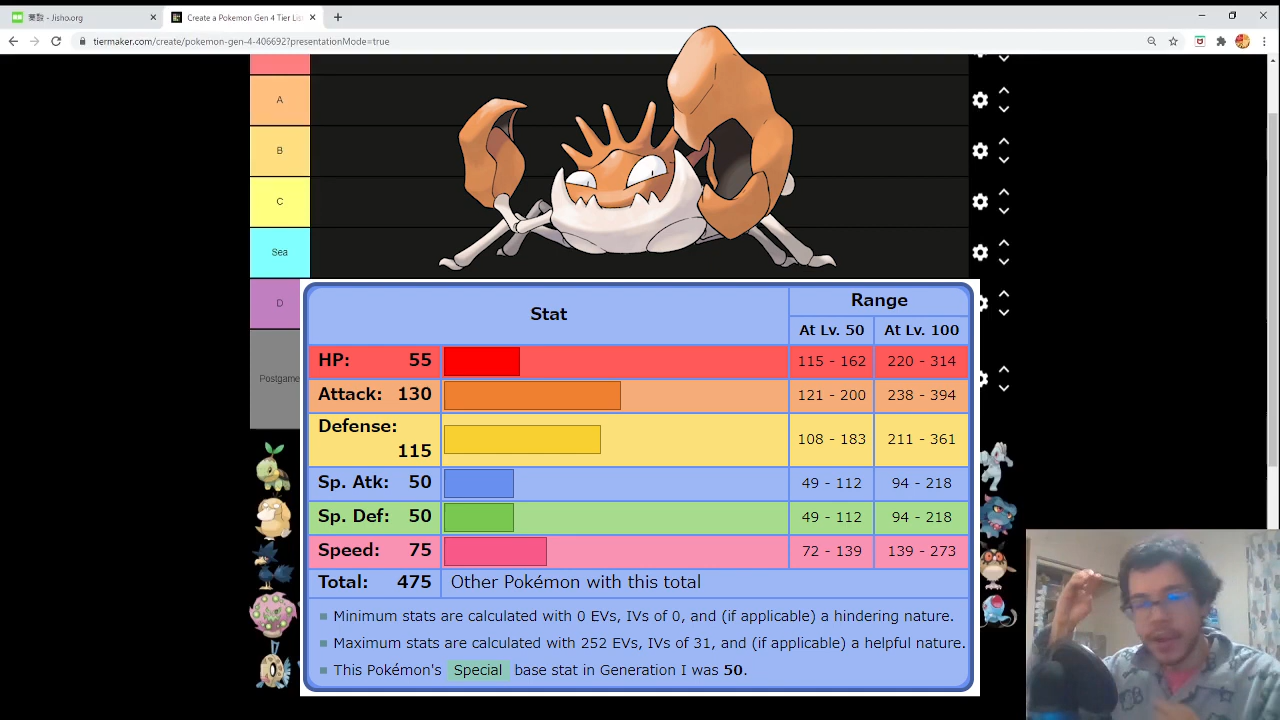 葉酸 - Jisho.org
Create a Pokemon Gen 4 Tier Lis
tiermaker.com/create/pokemon-gen-4-406692?presentationMode=true
A
B
C
Sea
D
Postgame
Stat
Range
At Lv. 50
At Lv. 100
HP: 55
115 - 162
220 - 314
Attack: 130
121 - 200
238 - 394
Defense:
115
108 - 183
211 - 361
Sp. Atk: 50
49 - 112
94 - 218
Sp. Def: 50
49 - 112
94 - 218
Speed: 75
72 - 139
139 - 273
Total: 475
Other Pokémon with this total
Minimum stats are calculated with 0 EVs, IVs of 0, and (if applicable) a hindering nature.
Maximum stats are calculated with 252 EVs, IVs of 31, and (if applicable) a helpful nature.
This Pokémon's Special base stat in Generation I was 50.